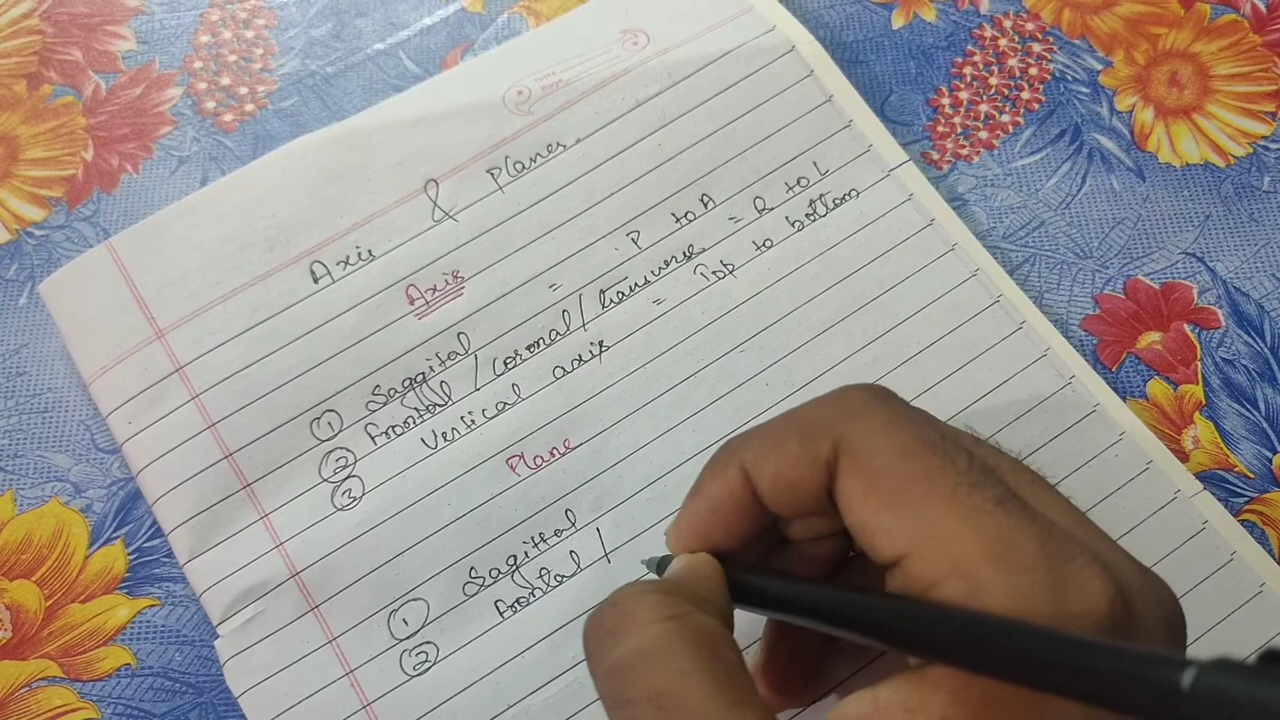 Axis & planes.
Axis
① Saggital = P to A
② Frontal / coronal / transverse = R to L
③ Vertical axis = Top to bottom
Plane
① Sagittal
② Frontal /